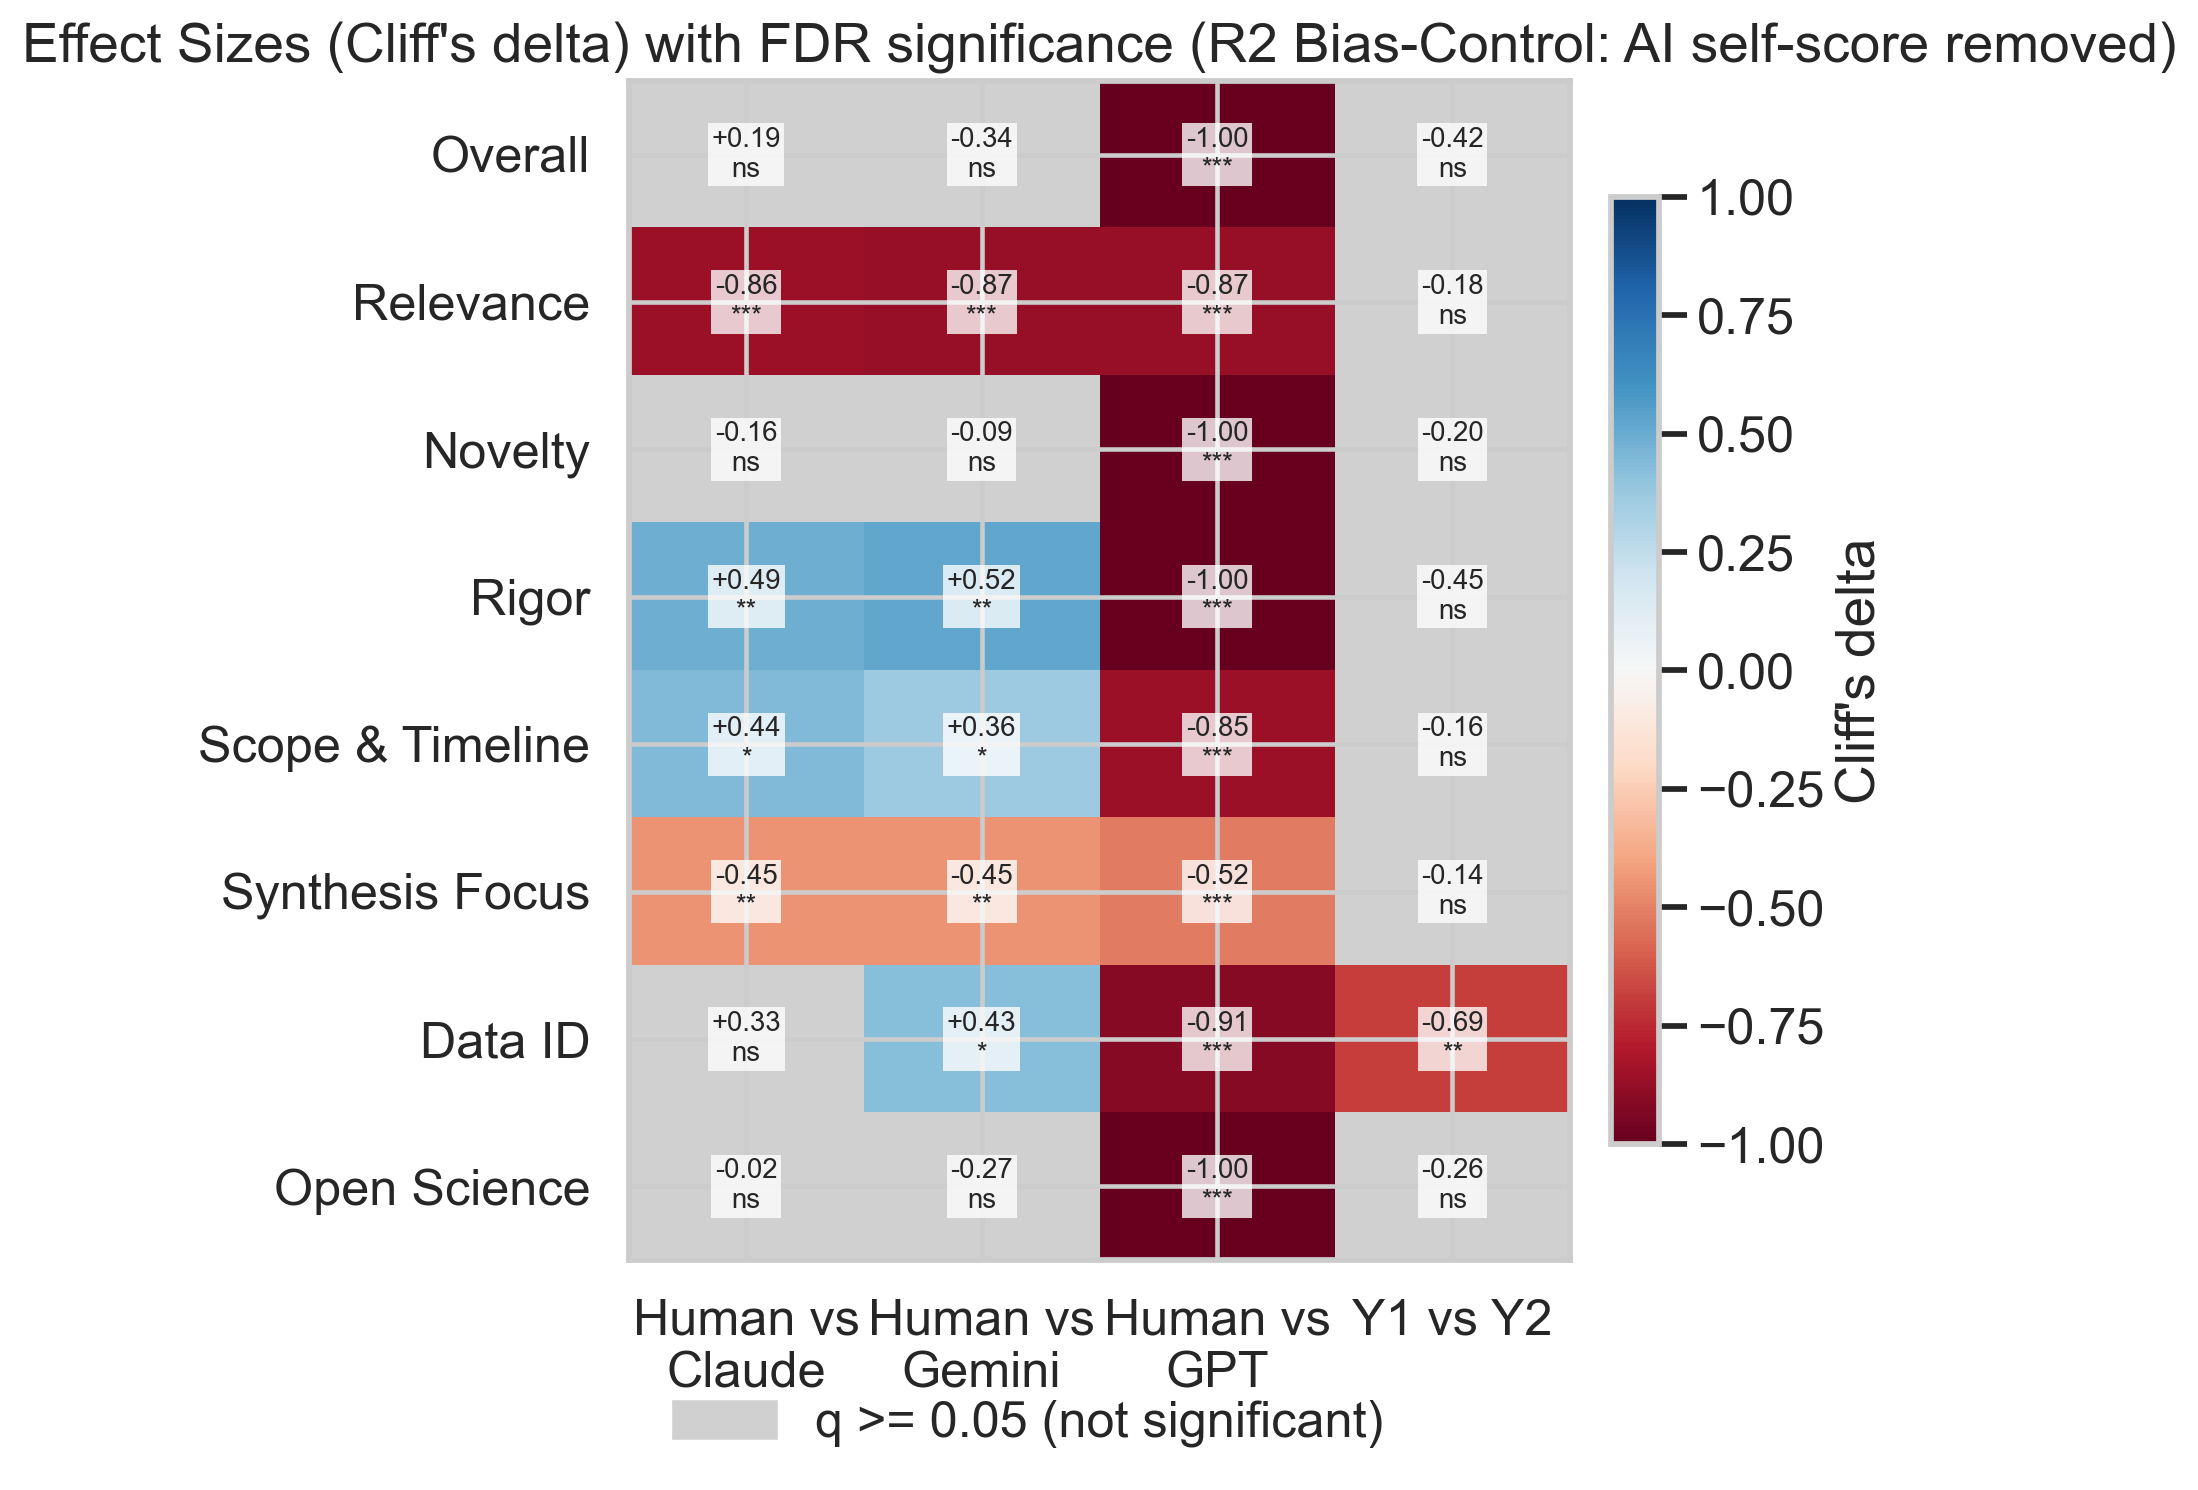 Effect Sizes (Cliff's delta) with FDR significance (R2 Bias-Control: AI self-score removed)
Overall
+0.19
ns
-0.34
ns
-1.00
***
-0.42
ns
Relevance
-0.86
***
-0.87
***
-0.87
***
-0.18
ns
Novelty
-0.16
ns
-0.09
ns
-1.00
***
-0.20
ns
Rigor
+0.49
**
+0.52
**
-1.00
***
-0.45
ns
Scope & Timeline
+0.44
*
+0.36
*
-0.85
***
-0.16
ns
Synthesis Focus
-0.45
**
-0.45
**
-0.52
***
-0.14
ns
Data ID
+0.33
ns
+0.43
*
-0.91
***
-0.69
**
Open Science
-0.02
ns
-0.27
ns
-1.00
***
-0.26
ns
Human vs
Claude
Human vs
Gemini
Human vs
GPT
Y1 vs Y2
q >= 0.05 (not significant)
1.00
0.75
0.50
0.25
0.00
−0.25
−0.50
−0.75
−1.00
Cliff's delta